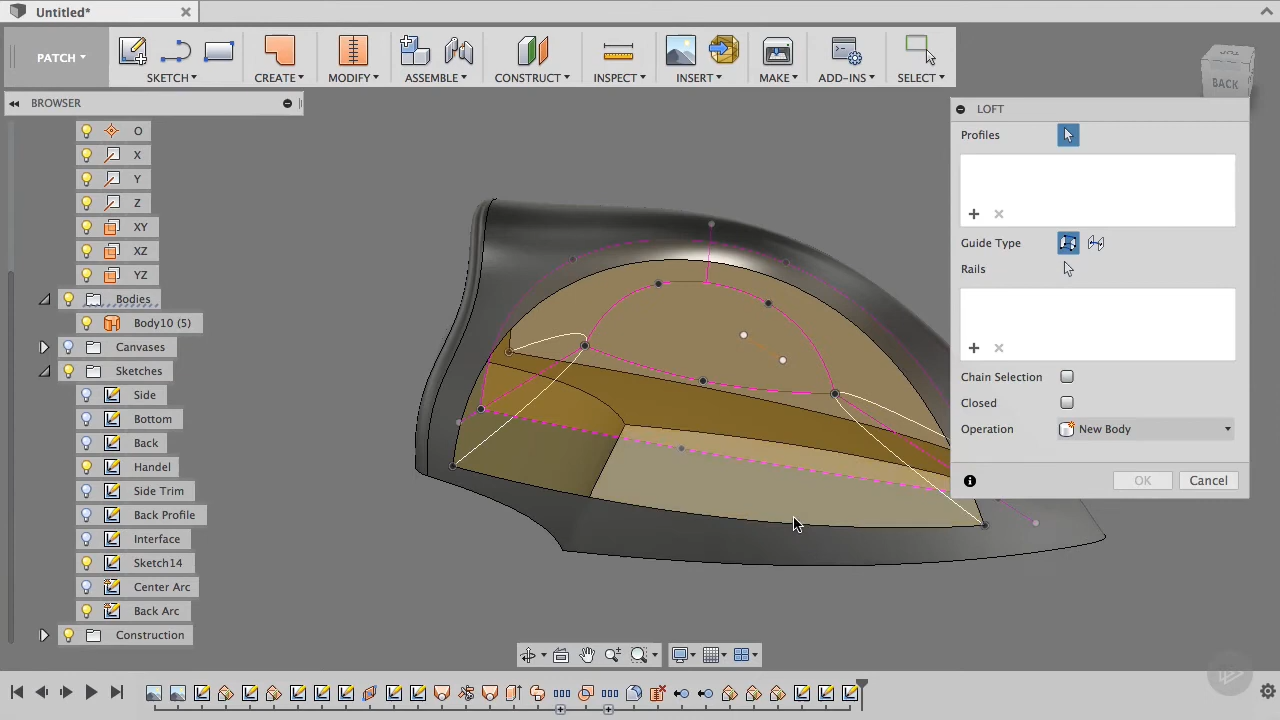 Untitled*
PATCH
SKETCH
CREATE
MODIFY
ASSEMBLE
CONSTRUCT
INSPECT
INSERT
MAKE
ADD-INS
SELECT
BACK
BROWSER
LOFT
O
X
Y
Z
XY
XZ
YZ
Bodies
Body10 (5)
Canvases
Sketches
Side
Bottom
Back
Handel
Side Trim
Back Profile
Interface
Sketch14
Center Arc
Back Arc
Construction
Profiles
Guide Type
Rails
Chain Selection
Closed
Operation
New Body
OK
Cancel